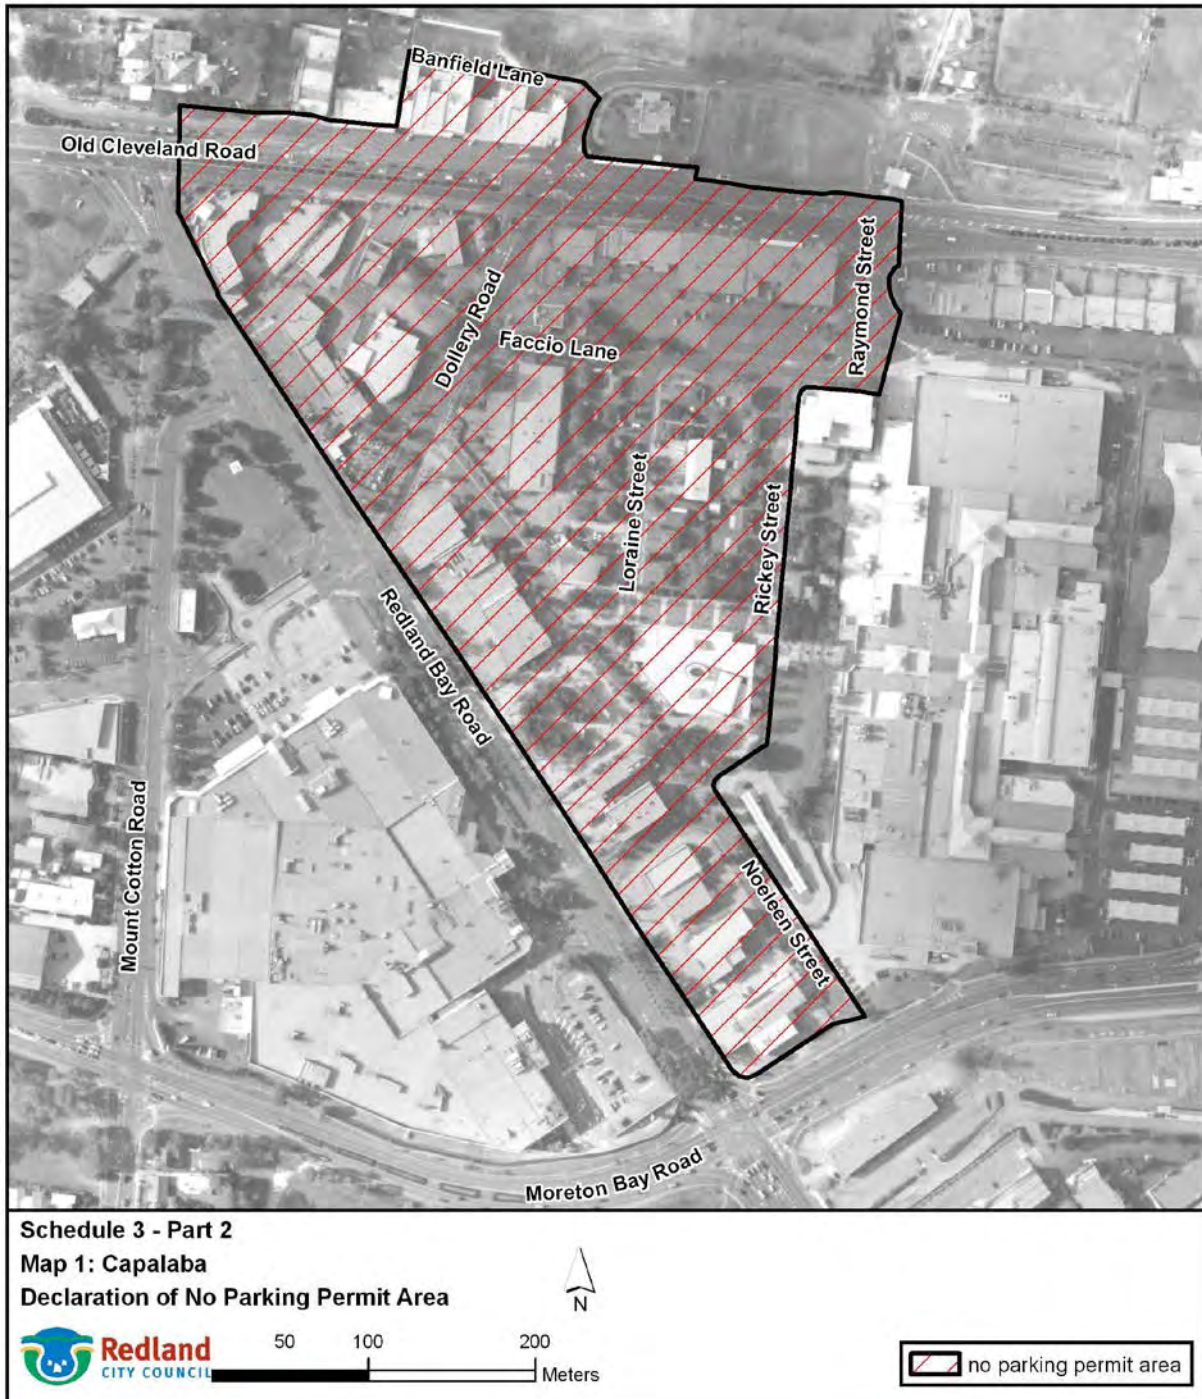 Banfield Lane
Old Cleveland Road
Raymond Street
Dollery Road
Faccio Lane
Loraine Street
Rickey Street
Redland Bay Road
Mount Cotton Road
Noeleen Street
Moreton Bay Road
Schedule 3 - Part 2
Map 1: Capalaba
Declaration of No Parking Permit Area
N
Redland
CITY COUNCIL
50 100 200
Meters
no parking permit area